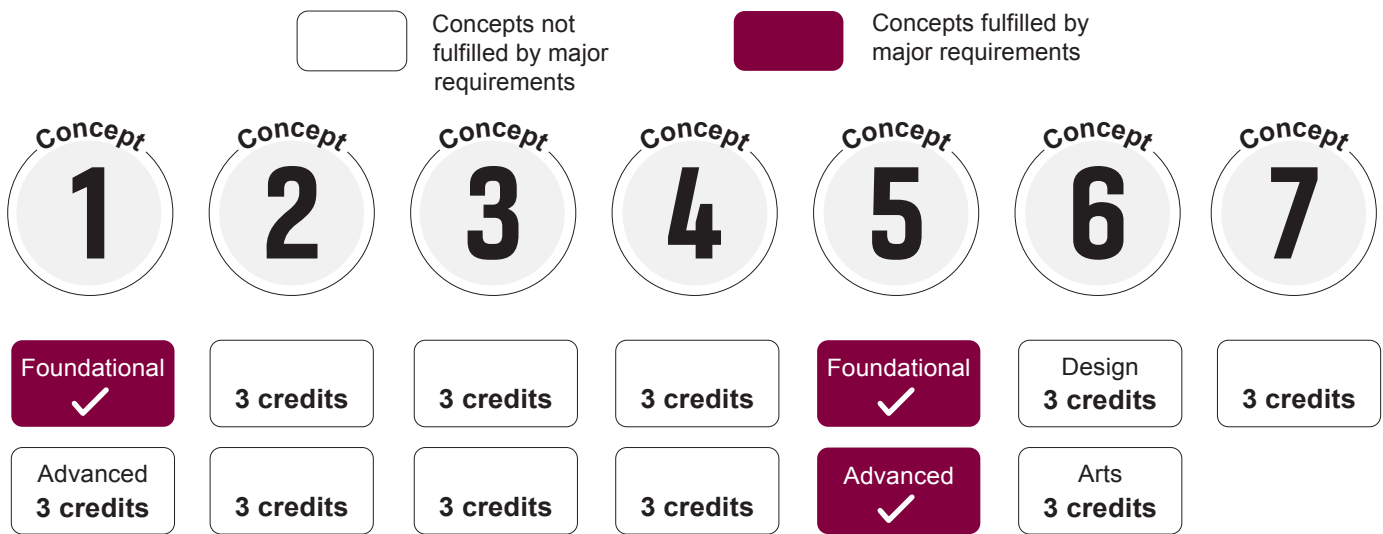 Concepts not
fulfilled by major
requirements
Concepts fulfilled by
major requirements
Concept Concept Concept Concept Concept Concept Concept
1 2 3 4 5 6 7
Foundational Foundational Design
✓ 3 credits 3 credits 3 credits ✓ 3 credits 3 credits
Advanced Advanced Arts
3 credits 3 credits 3 credits 3 credits ✓ 3 credits